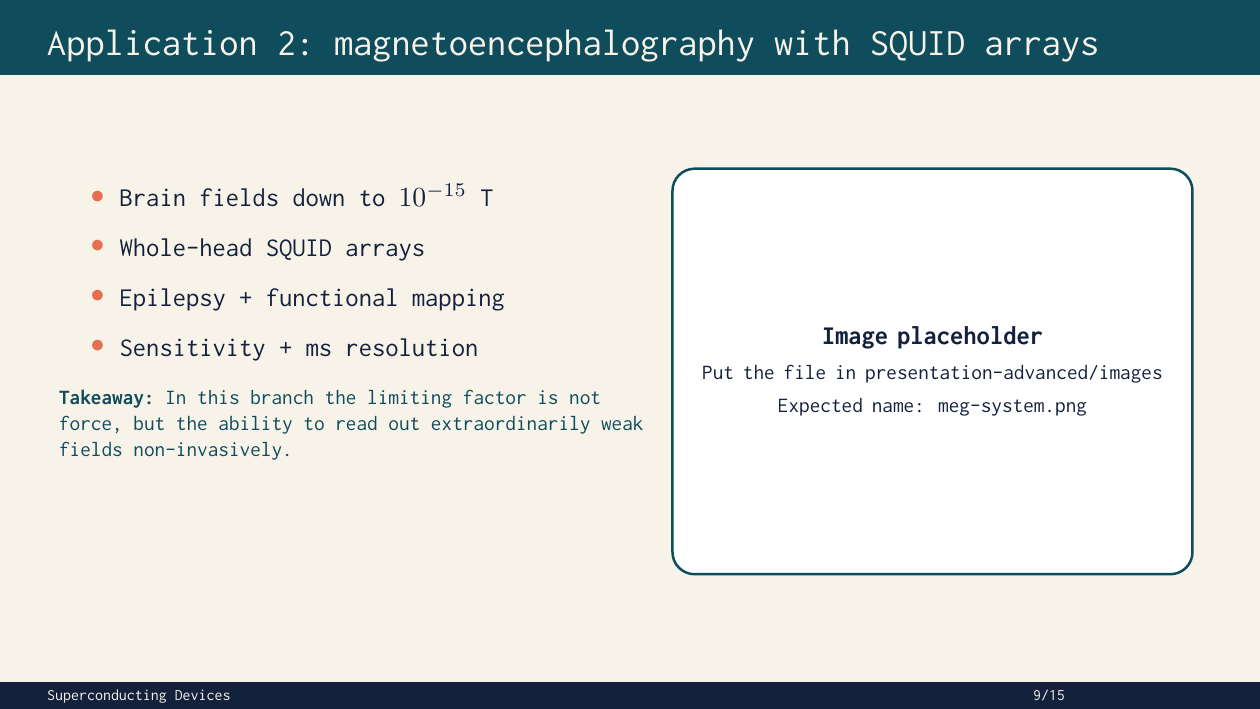 Application 2: magnetoencephalography with SQUID arrays
• Brain fields down to 10⁻¹⁵ T
• Whole-head SQUID arrays
• Epilepsy + functional mapping
• Sensitivity + ms resolution
Takeaway: In this branch the limiting factor is not
force, but the ability to read out extraordinarily weak
fields non-invasively.
Image placeholder
Put the file in presentation-advanced/images
Expected name: meg-system.png
Superconducting Devices
9/15